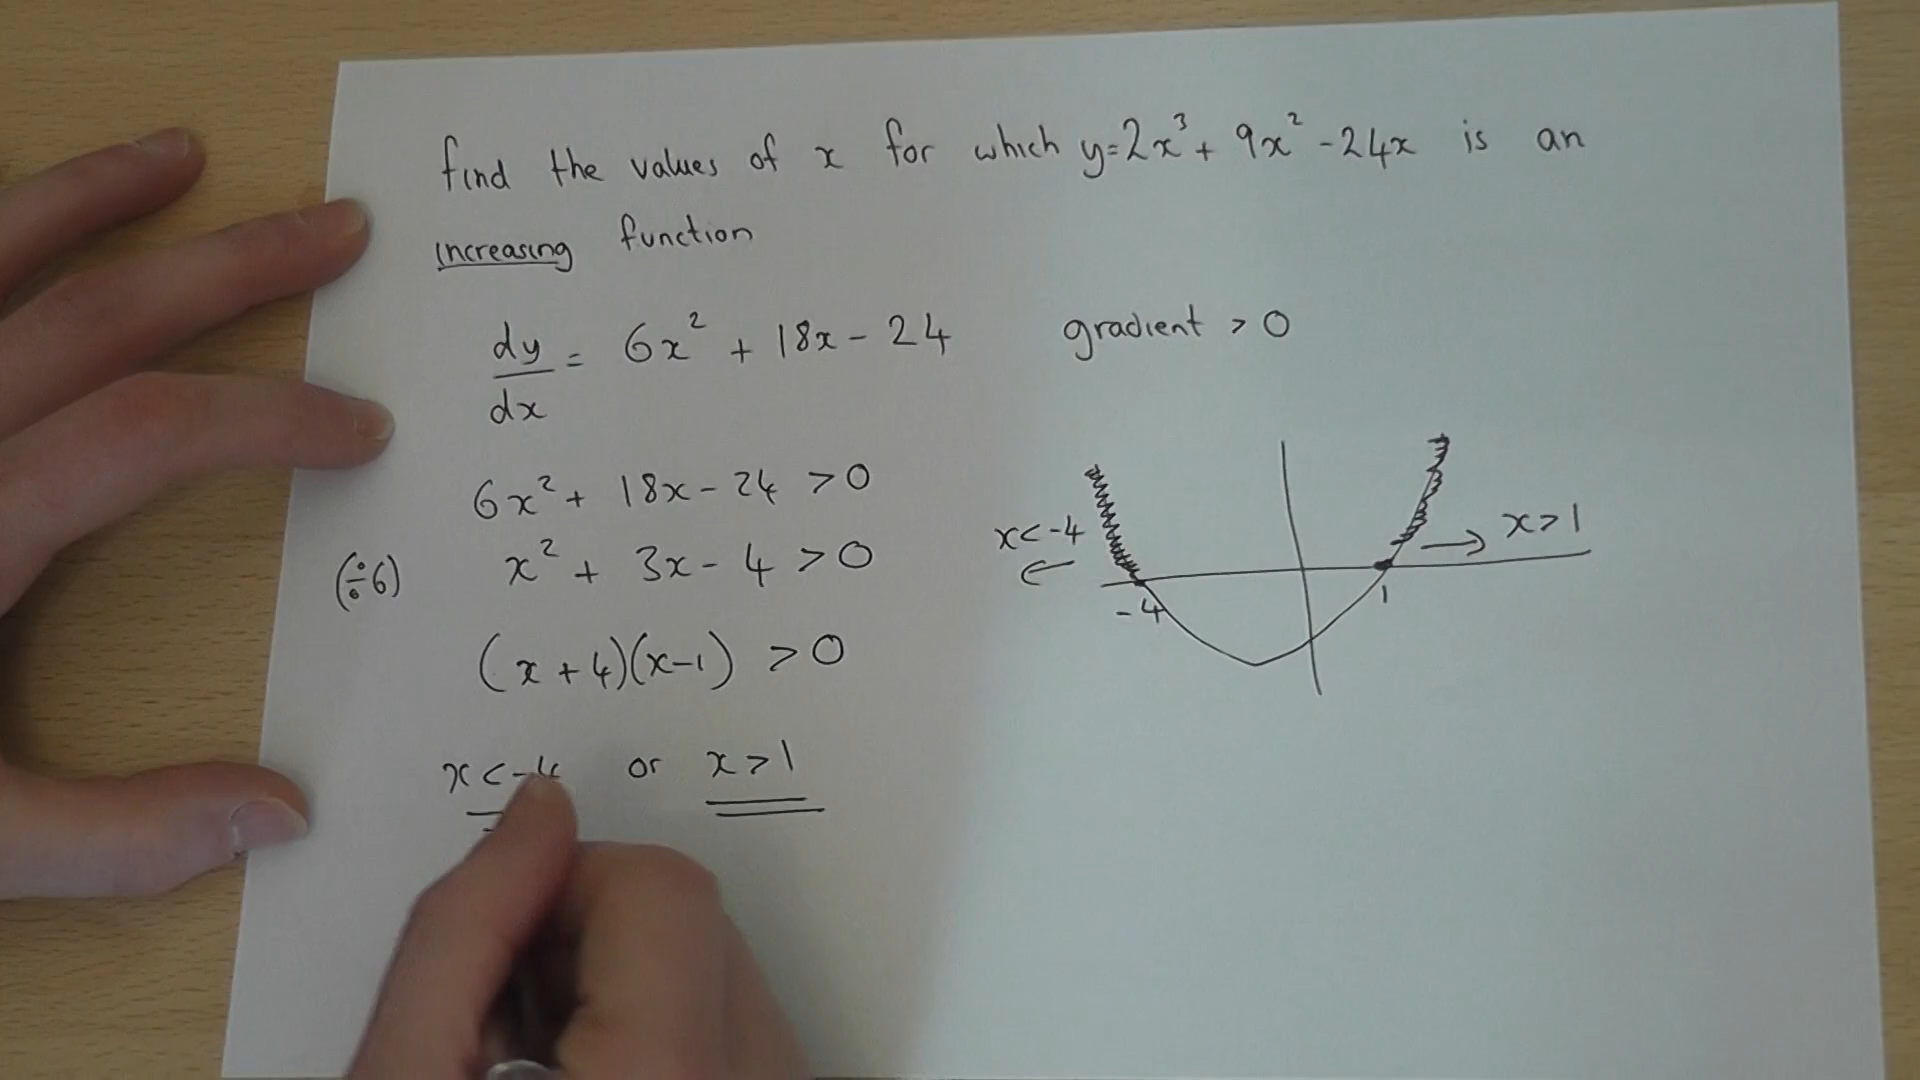 find the values of x for which y=2x³ + 9x² - 24x is an
increasing function
dy/dx = 6x² + 18x - 24
gradient > 0
6x² + 18x - 24 > 0
(÷6) x² + 3x - 4 > 0
(x + 4)(x - 1) > 0
x < -4 or x > 1
x < -4
x > 1
-4
1